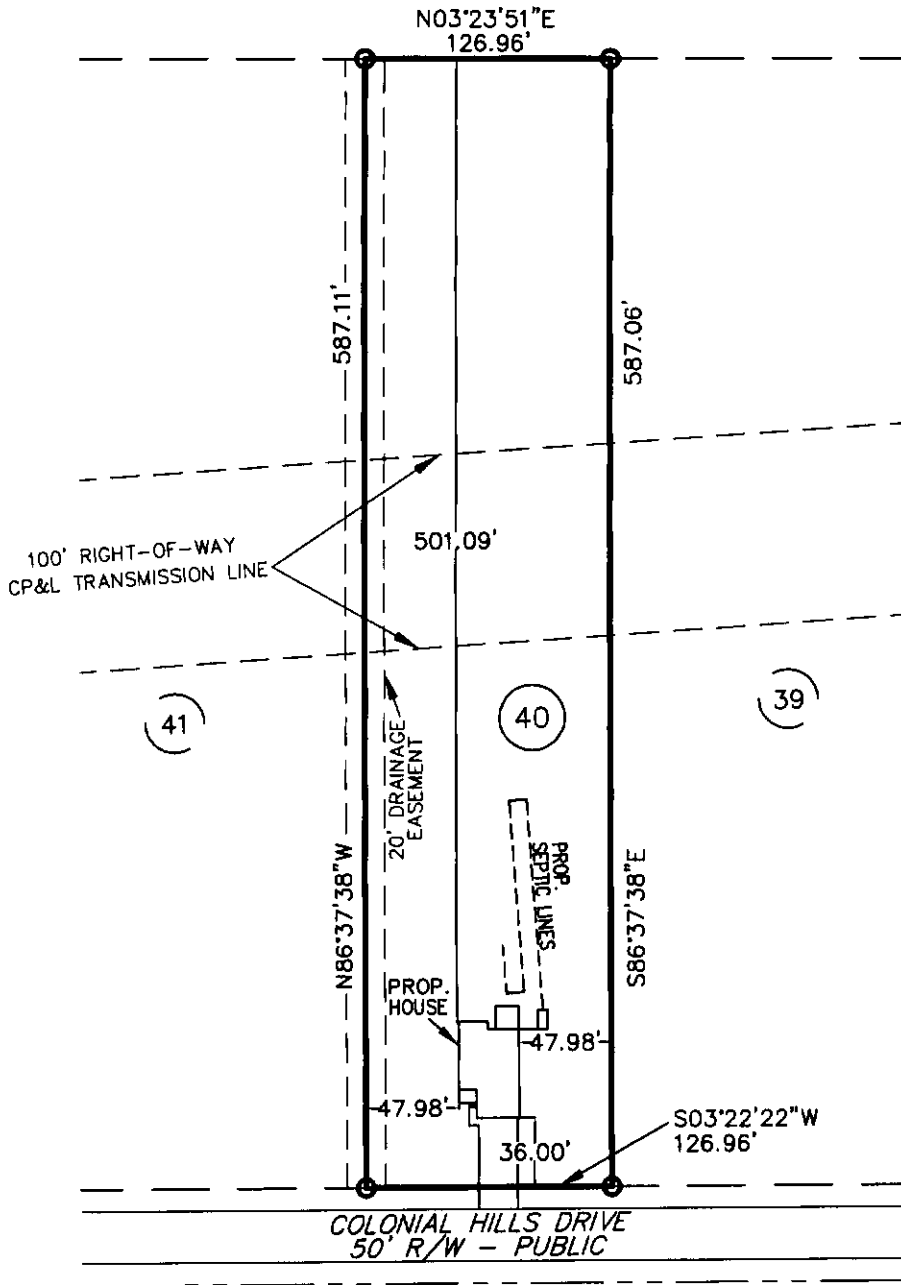 N03°23'51"E
126.96'
587.11'
587.06'
100' RIGHT-OF-WAY
CP&L TRANSMISSION LINE
501.09'
41
40
39
20' DRAINAGE
EASEMENT
PROP.
SEPTIC LINES
N86°37'38"W
S86°37'38"E
PROP.
HOUSE
47.98'
47.98'
S03°22'22"W
126.96'
36.00'
COLONIAL HILLS DRIVE
50' R/W - PUBLIC